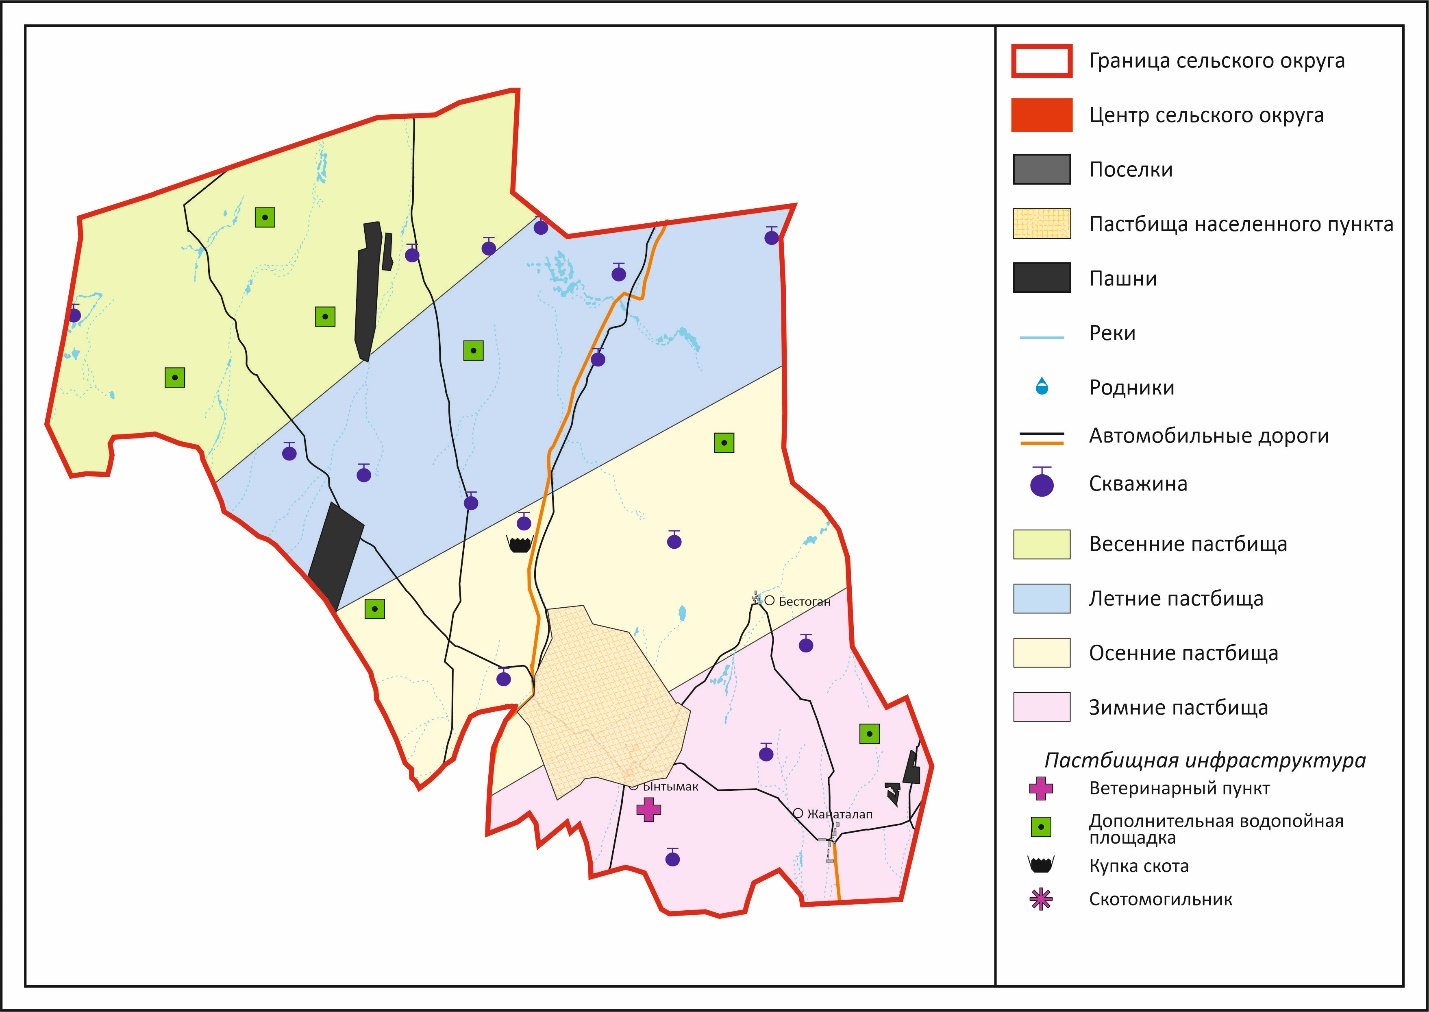 Граница сельского округа
Центр сельского округа
Поселки
Пастбища населенного пункта
Пашни
Реки
Родники
Автомобильные дороги
Скважина
Весенние пастбища
Летние пастбища
Осенние пастбища
Зимние пастбища
Пастбищная инфраструктура
Ветеринарный пункт
Дополнительная водопойная
площадка
Купка скота
Скотомогильник
Бестоган
Ынтымак
Жанаталап